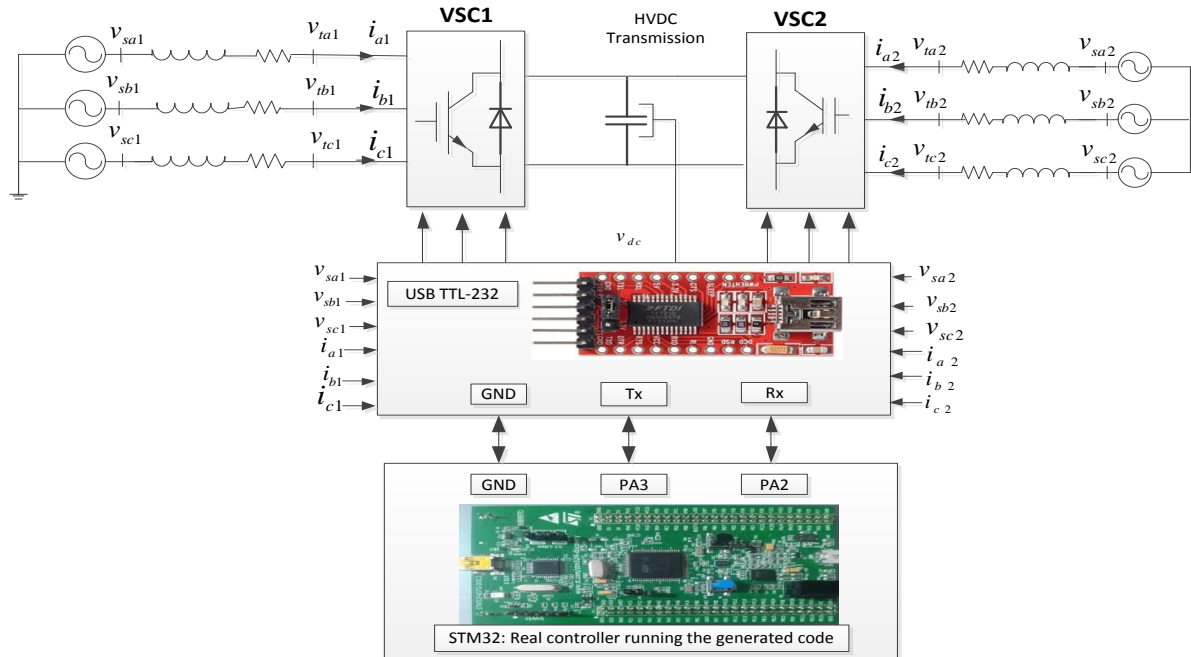 VSC1
HVDC
Transmission
VSC2
v_sa1
v_ta1
i_a1
i_a2
v_ta2
v_sa2
v_sb1
v_tb1
i_b1
i_b2
v_tb2
v_sb2
v_sc1
v_tc1
i_c1
i_c2
v_tc2
v_sc2
v_dc
v_sa1
v_sb1
v_sc1
i_a1
i_b1
i_c1
USB TTL-232
FTDI
v_sa2
v_sb2
v_sc2
i_a2
i_b2
i_c2
GND
Tx
Rx
GND
PA3
PA2
STM32: Real controller running the generated code